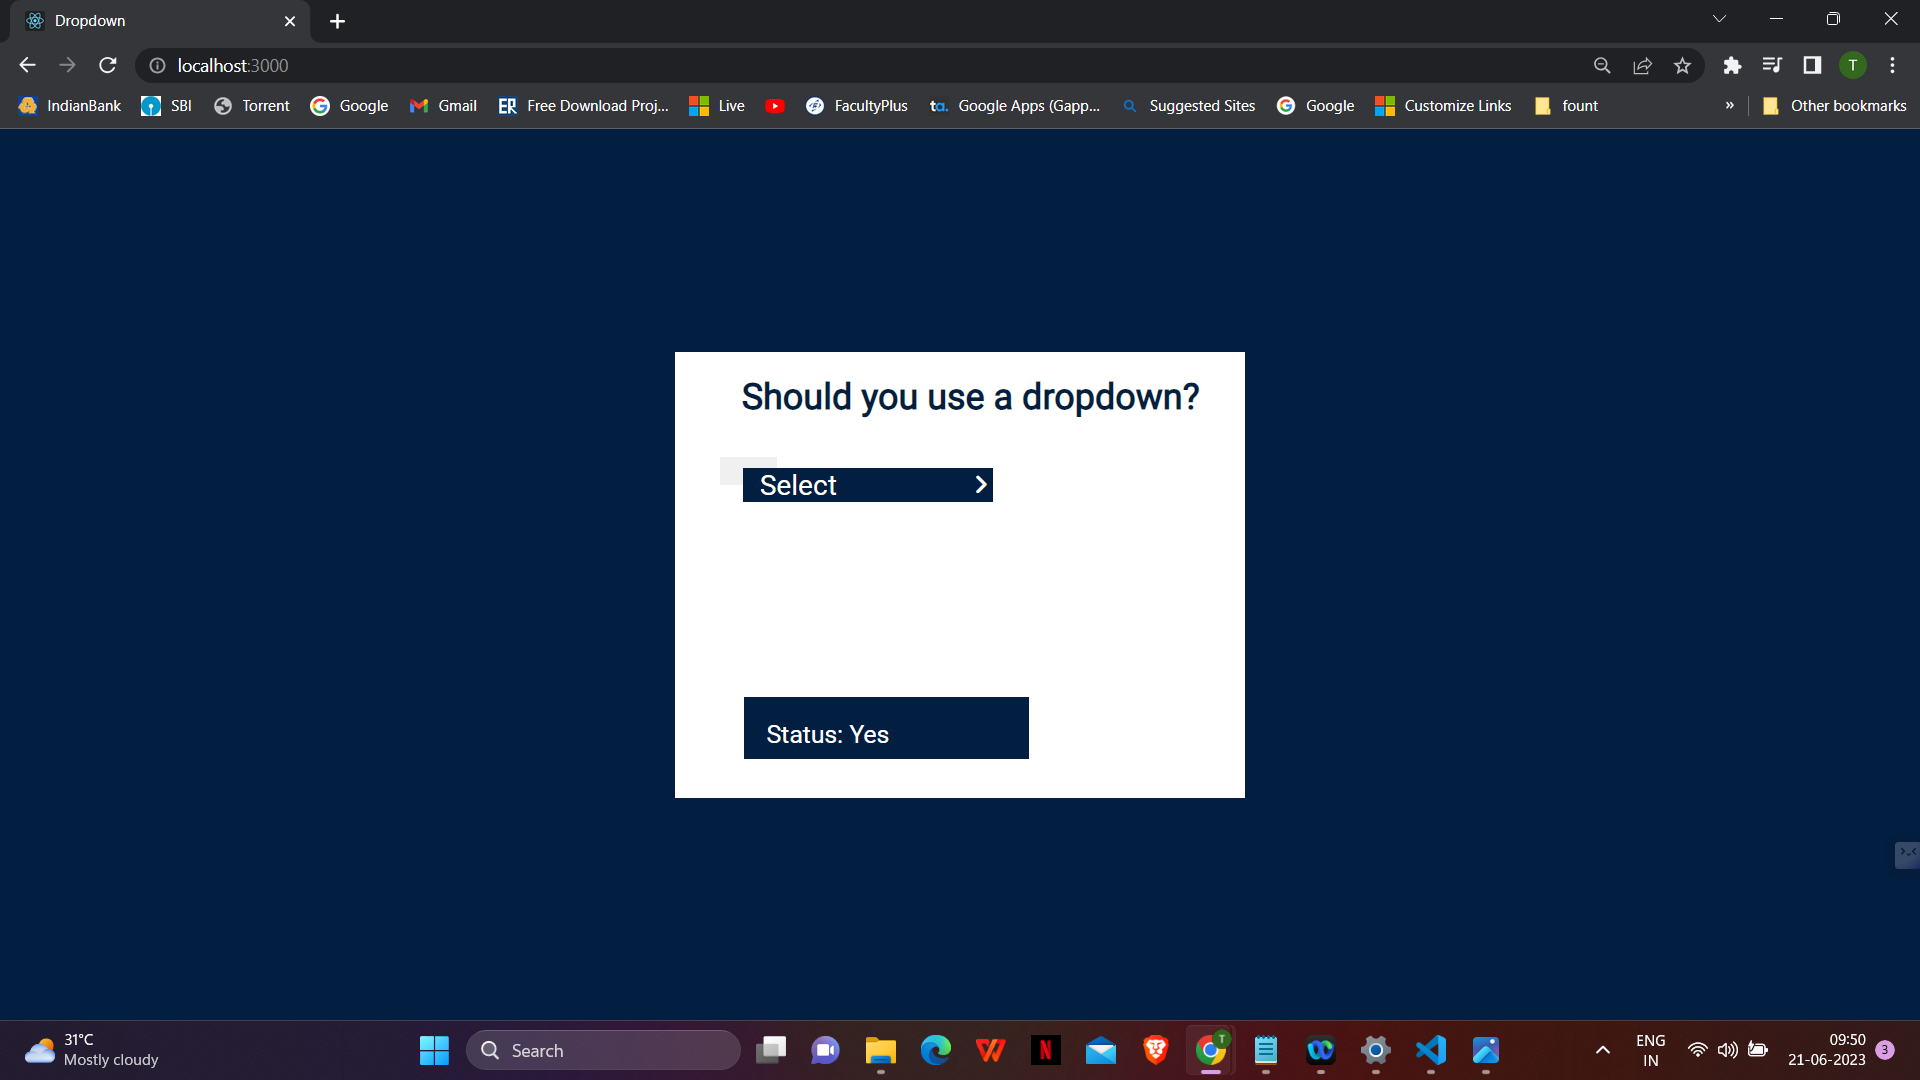 Dropdown
localhost:3000
T
IndianBank SBI Torrent Google Gmail Free Download Proj... Live FacultyPlus Google Apps (Gapp... Suggested Sites Google Customize Links fount » Other bookmarks
Should you use a dropdown?
Select
Status: Yes
31°C
Mostly cloudy
Search
ENG
IN
09:50
21-06-2023
3